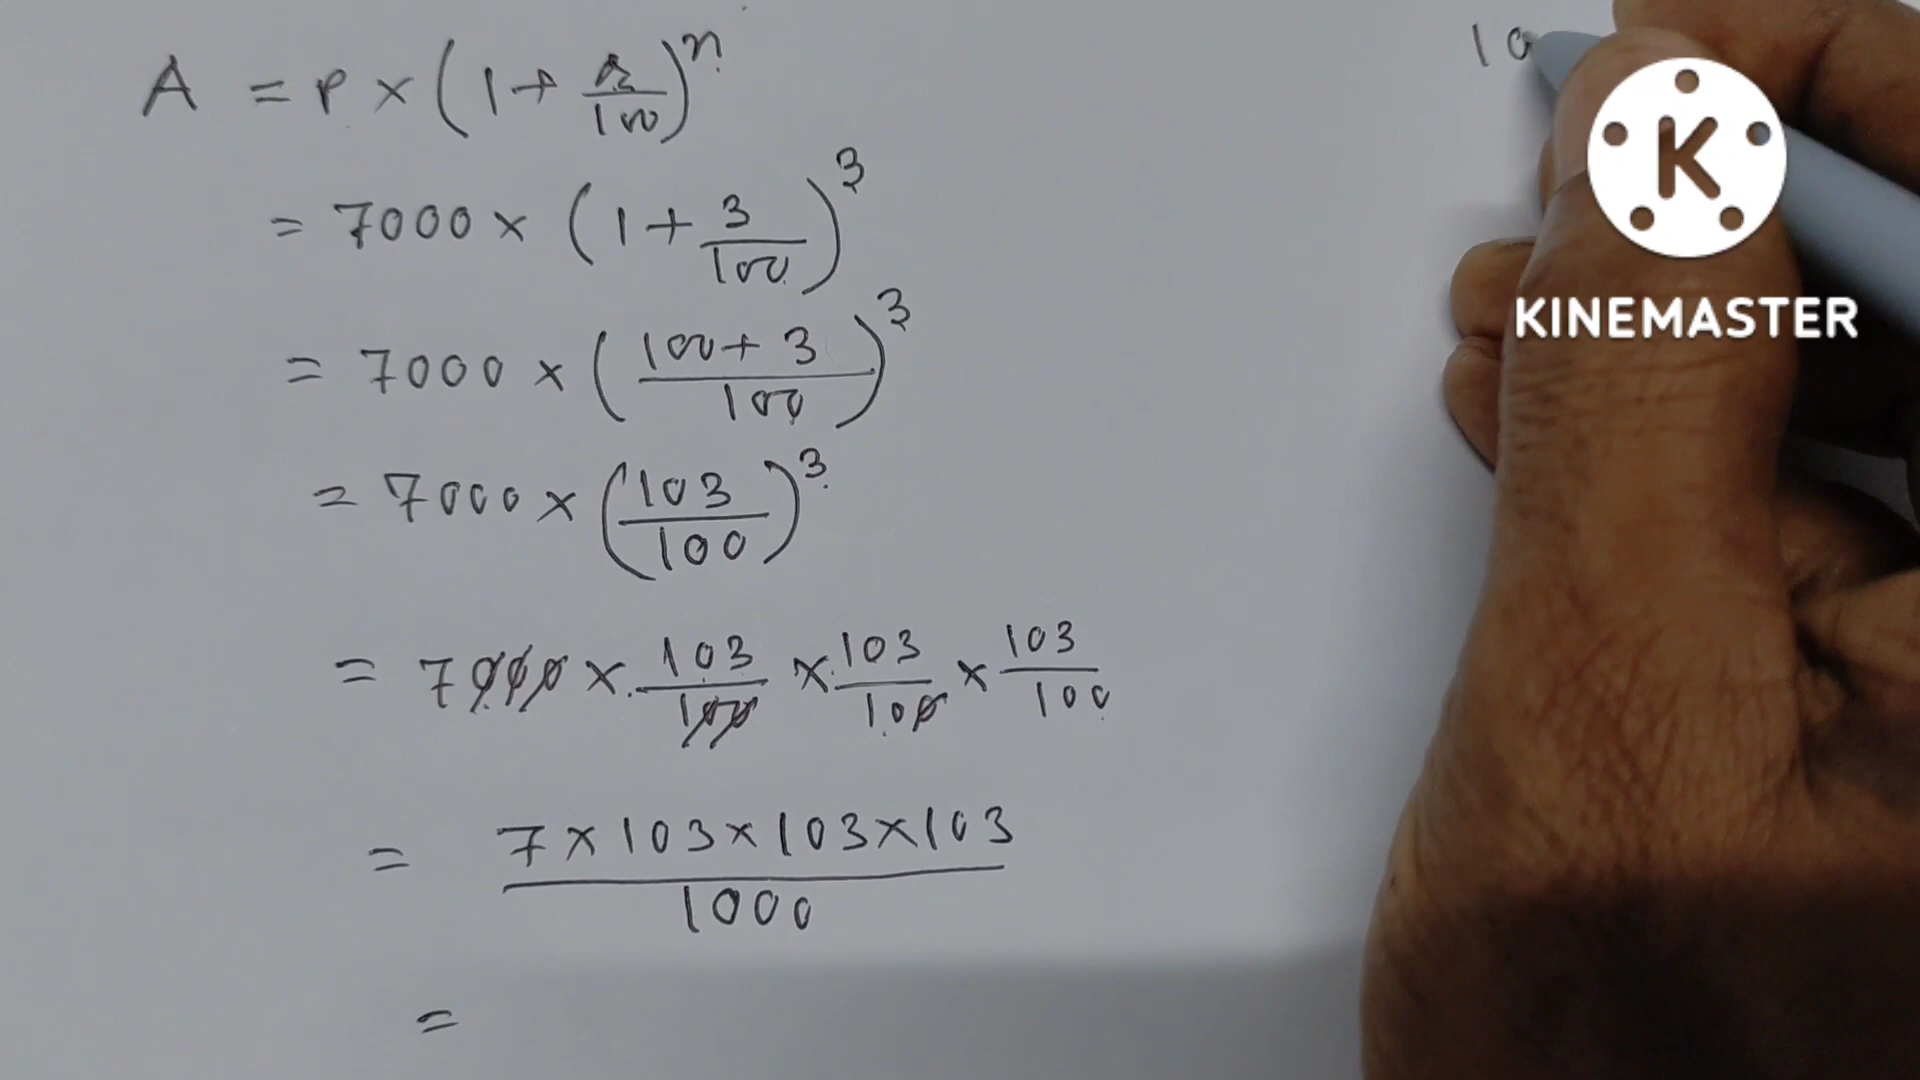 A = P × (1 + r/100)^n
= 7000 × (1 + 3/100)^3
= 7000 × ((100 + 3)/100)^3
= 7000 × (103/100)^3
= 7000 × 103/100 × 103/100 × 103/100
= (7 × 103 × 103 × 103)/1000
=
10
K
KINEMASTER